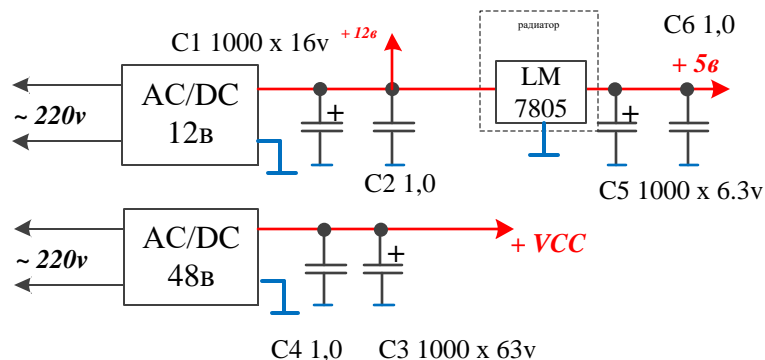 C1 1000 x 16v
+ 12в
радиатор
C6 1,0
~ 220v
AC/DC
12в
+
LM
7805
+
+ 5в
C2 1,0
C5 1000 x 6.3v
~ 220v
AC/DC
48в
+
+ VCC
C4 1,0
C3 1000 x 63v